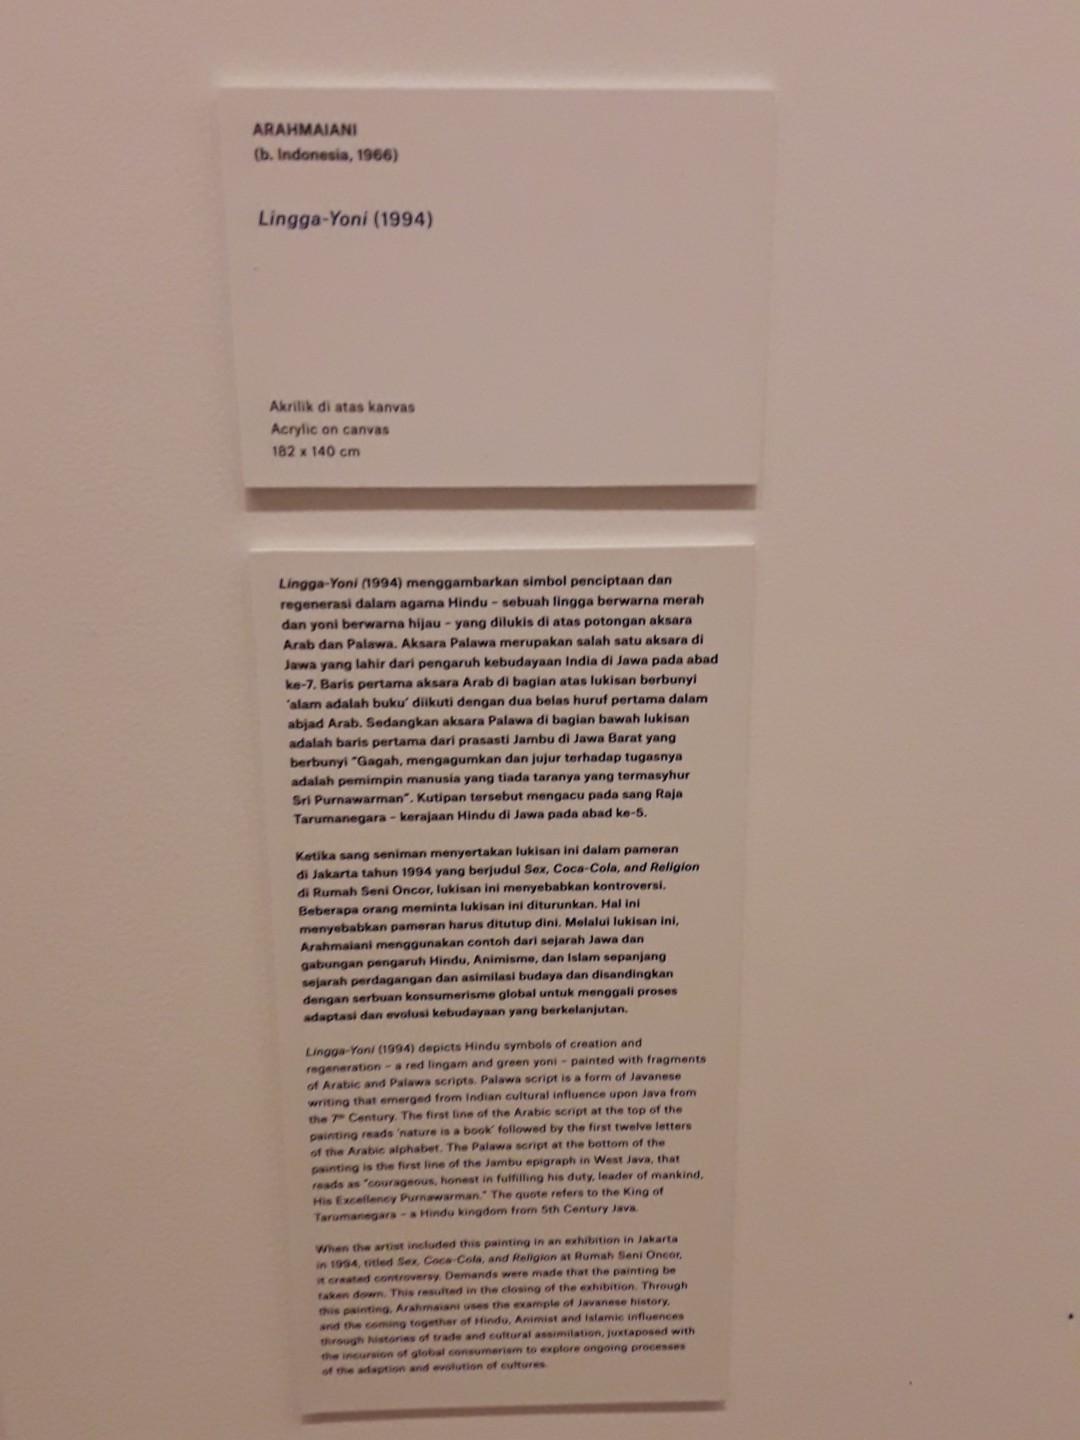 ARAHMAIANI
(b. Indonesia, 1966)
Lingga-Yoni (1994)
Akrilik di atas kanvas
Acrylic on canvas
182 x 140 cm
Lingga-Yoni (1994) menggambarkan simbol penciptaan dan
regenerasi dalam agama Hindu – sebuah lingga berwarna merah
dan yoni berwarna hijau – yang dilukis di atas potongan aksara
Arab dan Palawa. Aksara Palawa merupakan salah satu aksara di
Jawa yang lahir dari pengaruh kebudayaan India di Jawa pada abad
ke-7. Baris pertama aksara Arab di bagian atas lukisan berbunyi
‘alam adalah buku’ diikuti dengan dua belas huruf pertama dalam
abjad Arab. Sedangkan aksara Palawa di bagian bawah lukisan
adalah baris pertama dari prasasti Jambu di Jawa Barat yang
berbunyi “Gagah, mengagumkan dan jujur terhadap tugasnya
adalah pemimpin manusia yang tiada taranya yang termasyhur
Sri Purnawarman”. Kutipan tersebut mengacu pada sang Raja
Tarumanegara – kerajaan Hindu di Jawa pada abad ke-5.
Ketika sang seniman menyertakan lukisan ini dalam pameran
di Jakarta tahun 1994 yang berjudul Sex, Coca-Cola, and Religion
di Rumah Seni Oncor, lukisan ini menyebabkan kontroversi.
Beberapa orang meminta lukisan ini diturunkan. Hal ini
menyebabkan pameran harus ditutup dini. Melalui lukisan ini,
Arahmaiani menggunakan contoh dari sejarah Jawa dan
gabungan pengaruh Hindu, Animisme, dan Islam sepanjang
sejarah perdagangan dan asimilasi budaya dan disandingkan
dengan serbuan konsumerisme global untuk menggali proses
adaptasi dan evolusi kebudayaan yang berkelanjutan.
Lingga-Yoni (1994) depicts Hindu symbols of creation and
regeneration – a red lingam and green yoni – painted with fragments
of Arabic and Palawa scripts. Palawa script is a form of Javanese
writing that emerged from Indian cultural influence upon Java from
the 7th Century. The first line of the Arabic script at the top of the
painting reads ‘nature is a book’ followed by the first twelve letters
of the Arabic alphabet. The Palawa script at the bottom of the
painting is the first line of the Jambu epigraph in West Java, that
reads as “courageous, honest in fulfilling his duty, leader of mankind,
His Excellency Purnawarman.” The quote refers to the King of
Tarumanegara – a Hindu kingdom from 5th Century Java.
When the artist included this painting in an exhibition in Jakarta
in 1994, titled Sex, Coca-Cola, and Religion at Rumah Seni Oncor,
it created controversy. Demands were made that the painting be
taken down. This resulted in the closing of the exhibition. Through
this painting, Arahmaiani uses the example of Javanese history,
and the coming together of Hindu, Animist and Islamic influences
through histories of trade and cultural assimilation, juxtaposed with
the incursion of global consumerism to explore ongoing processes
of the adaption and evolution of cultures.